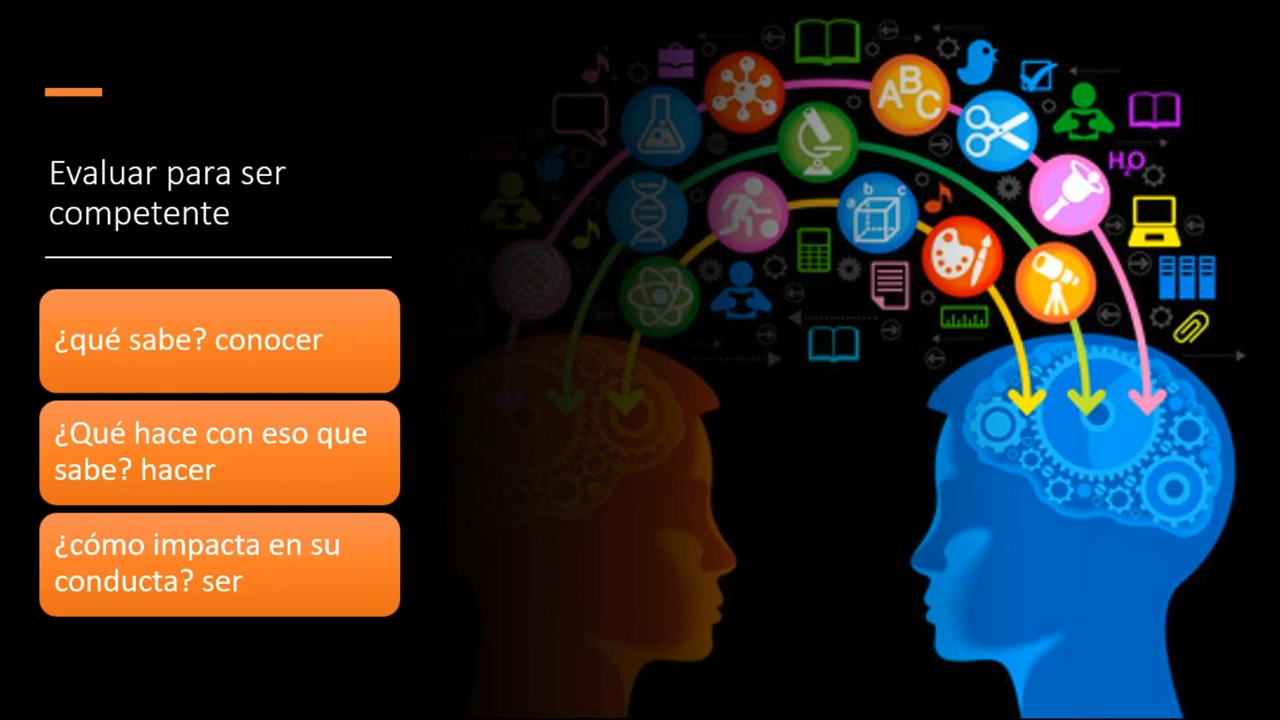 Evaluar para ser
competente
¿qué sabe? conocer
¿Qué hace con eso que
sabe? hacer
¿cómo impacta en su
conducta? ser
ABC
H₂O
a b c